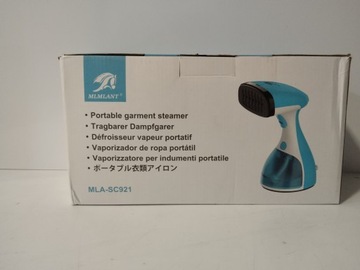 MLMLANT®
• Portable garment steamer
• Tragbarer Dampfgarer
• Défroisseur vapeur portatif
• Vaporizador de ropa portátil
• Vaporizzatore per indumenti portatile
• ポータブル衣類アイロン
MLA-SC921